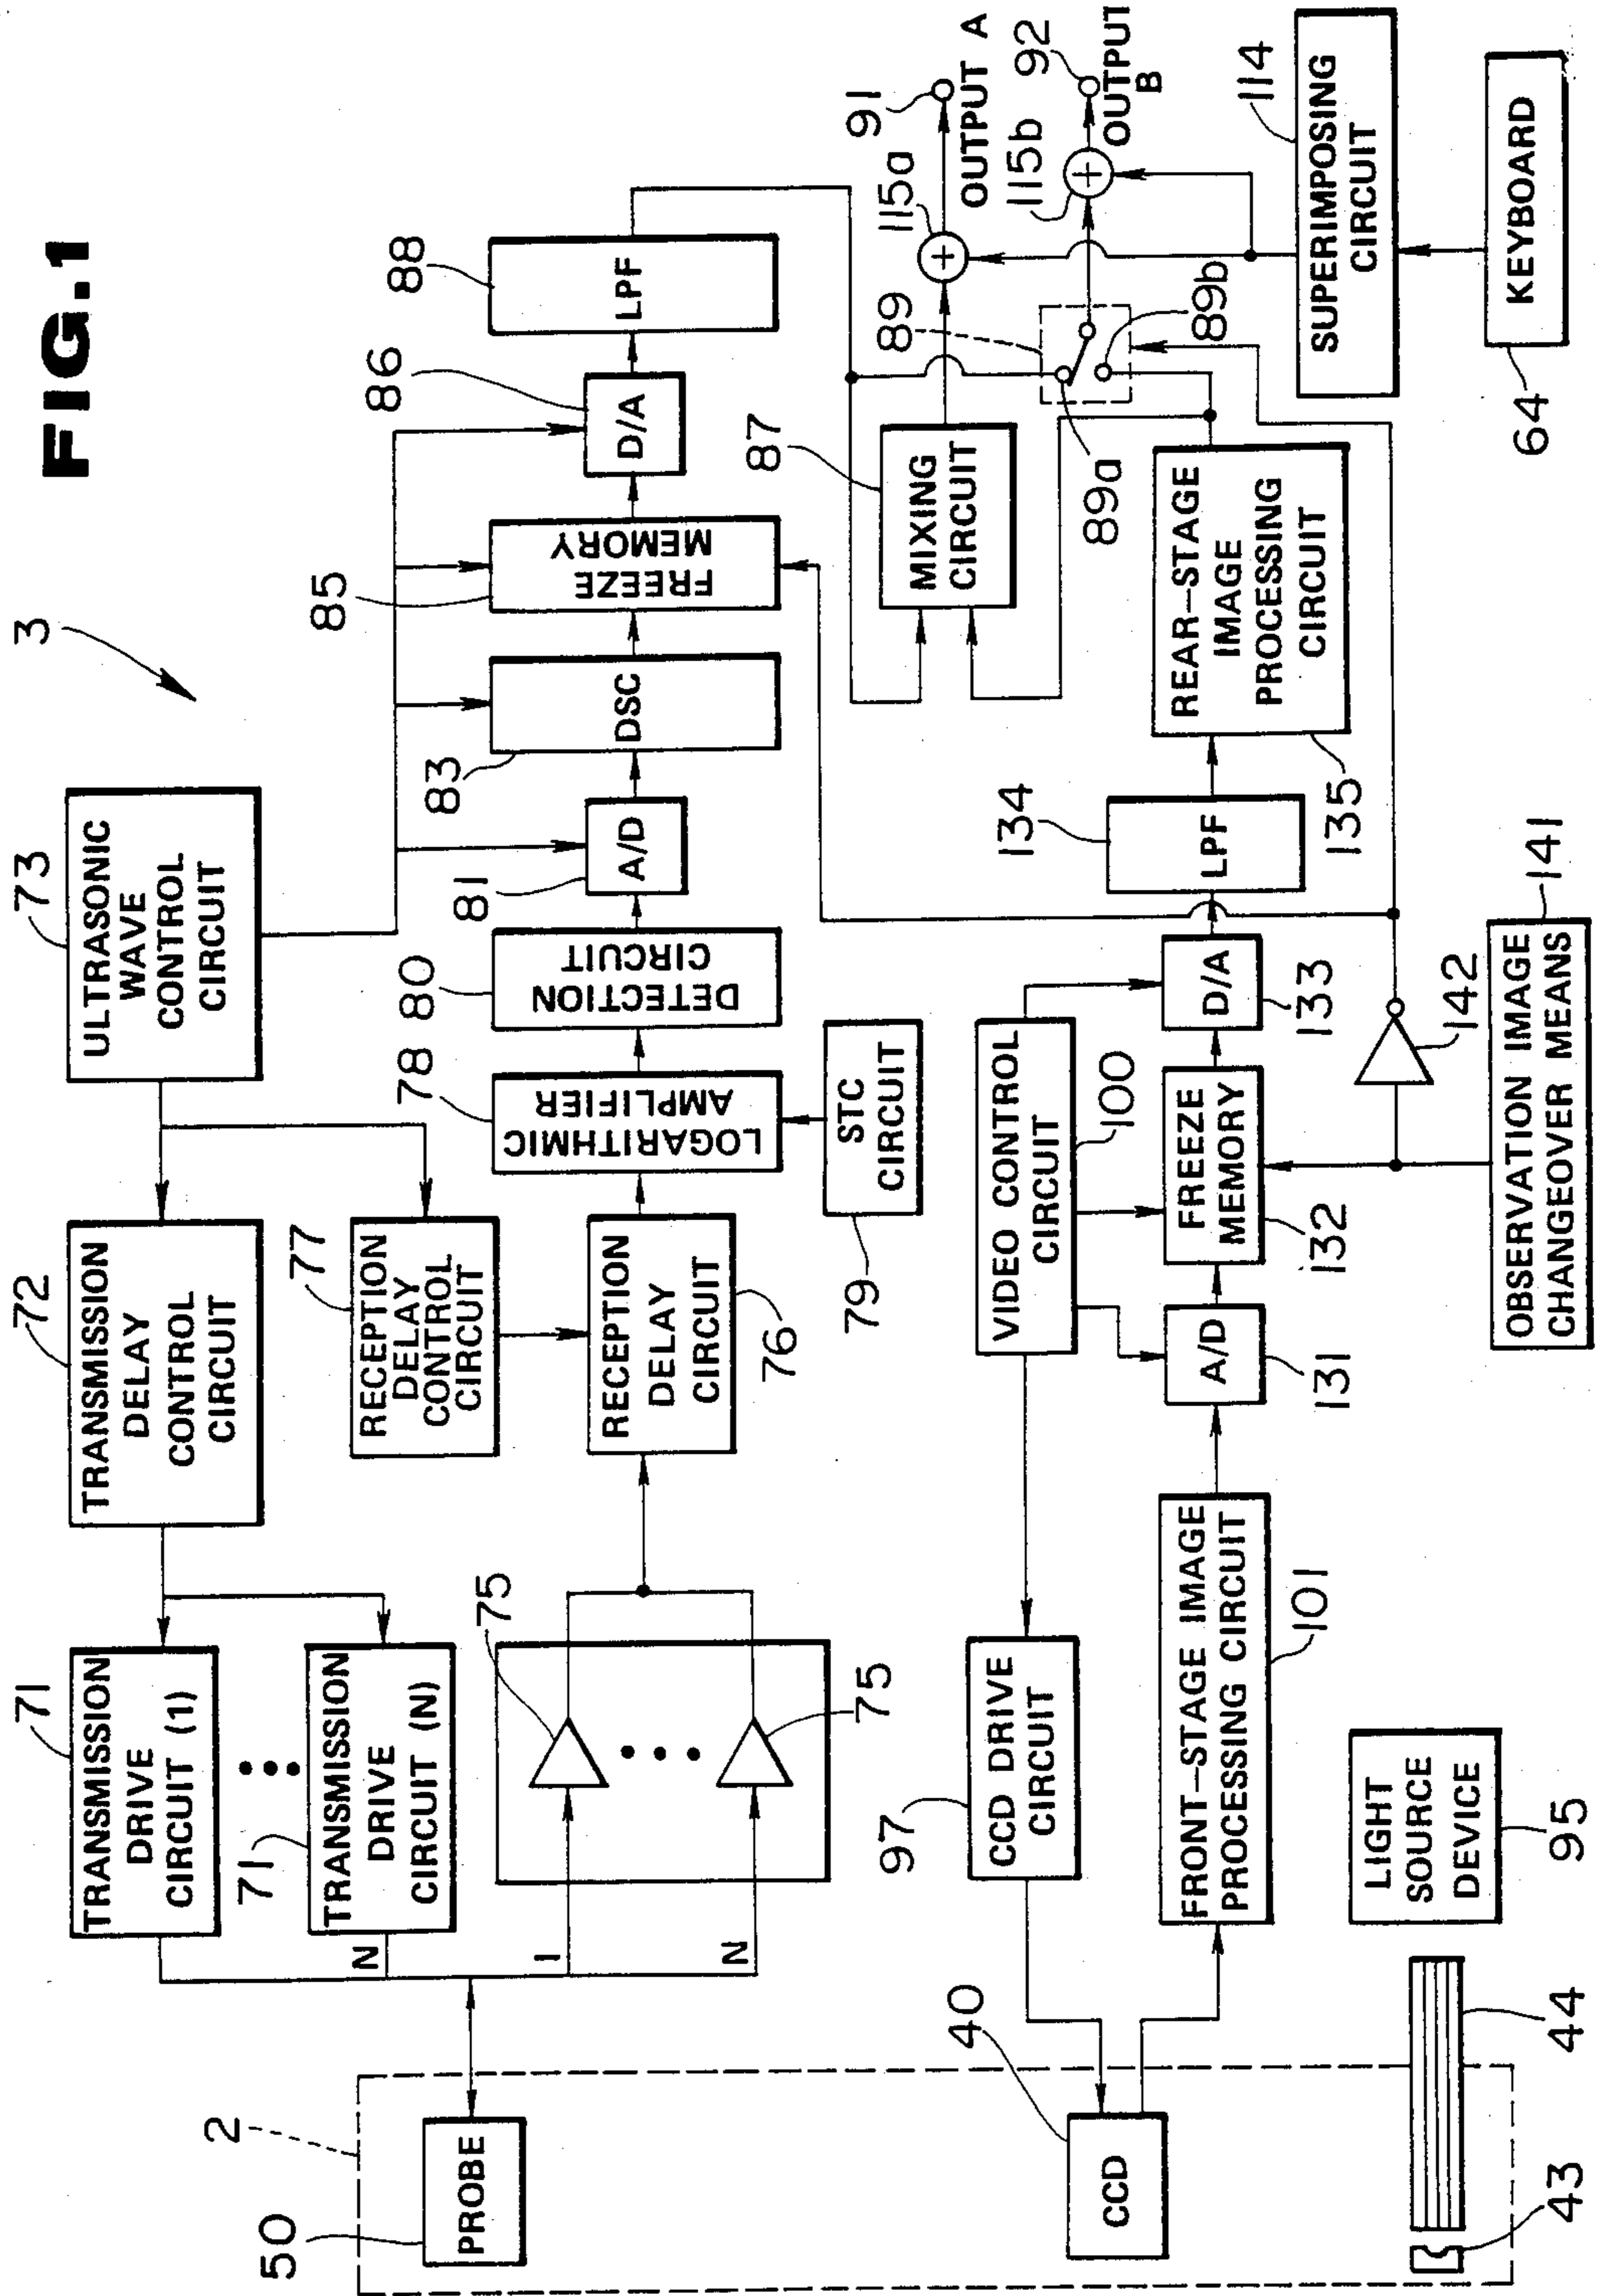 FIG.1
3
73
ULTRASONIC
WAVE
CONTROL
CIRCUIT
72
TRANSMISSION
DELAY
CONTROL
CIRCUIT
71
TRANSMISSION
DRIVE
CIRCUIT (1)
71
TRANSMISSION
DRIVE
CIRCUIT (N)
N
1
N
77
RECEPTION
DELAY
CONTROL
CIRCUIT
75
75
RECEPTION
DELAY
CIRCUIT
76
78
LOGARITHMIC
AMPLIFIER
STC
CIRCUIT
79
80
DETECTION
CIRCUIT
81
A/D
83
DSC
85
FREEZE
MEMORY
86
D/A
88
LPF
2
50
PROBE
40
CCD
43
44
LIGHT
SOURCE
DEVICE
95
97
CCD DRIVE
CIRCUIT
FRONT-STAGE IMAGE
PROCESSING CIRCUIT
101
VIDEO CONTROL
CIRCUIT
100
A/D
131
FREEZE
MEMORY
132
D/A
133
134
LPF
REAR-STAGE
IMAGE
PROCESSING
CIRCUIT
135
OBSERVATION IMAGE
CHANGEOVER MEANS
141
142
87
MIXING
CIRCUIT
89
89a
89b
115a
+
91
OUTPUT A
115b
+
92
OUTPUT
B
114
SUPERIMPOSING
CIRCUIT
KEYBOARD
64